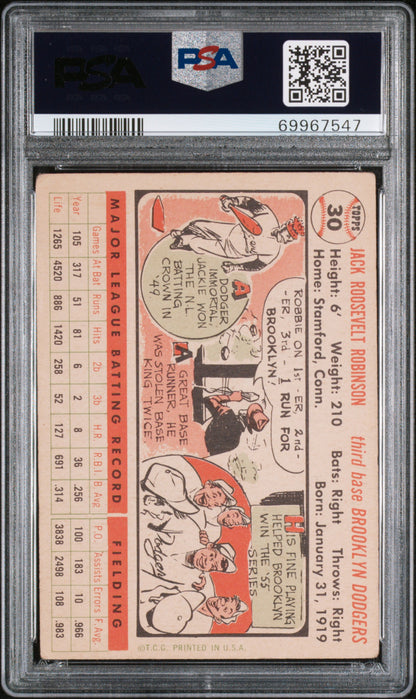 PSA
PSA
69967547
TOPPS
30
JACK ROOSEVELT ROBINSON
third base BROOKLYN DODGERS
Height: 6' Weight: 210 Bats: Right Throws: Right
Home: Stamford, Conn. Born: January 31, 1919
DODGER
IMMORTAL,
JACKIE WON
THE N.L.
BATTING
CROWN IN
'49
ROBBIE ON 1ST-ER, 2nd-
-ER, 3rd-1 RUN FOR
BROOKLYN!
A GREAT BASE
RUNNER, HE
WAS STOLEN BASE
KING TWICE
HIS FINE PLAYING
HELPED BROOKLYN
WIN THE '55
SERIES
Dodgers
MAJOR LEAGUE BATTING RECORD FIELDING
Games At Bat Runs Hits 2b 3b H.R. R.B.I. B. Avg. P.O. Assists Errors F. Avg.
Year 105 317 51 81 6 2 8 36 .256 100 183 10 .966
Life 1265 4520 886 1420 258 52 127 691 .314 3838 2498 108 .983
©T.C.G. PRINTED IN U.S.A.